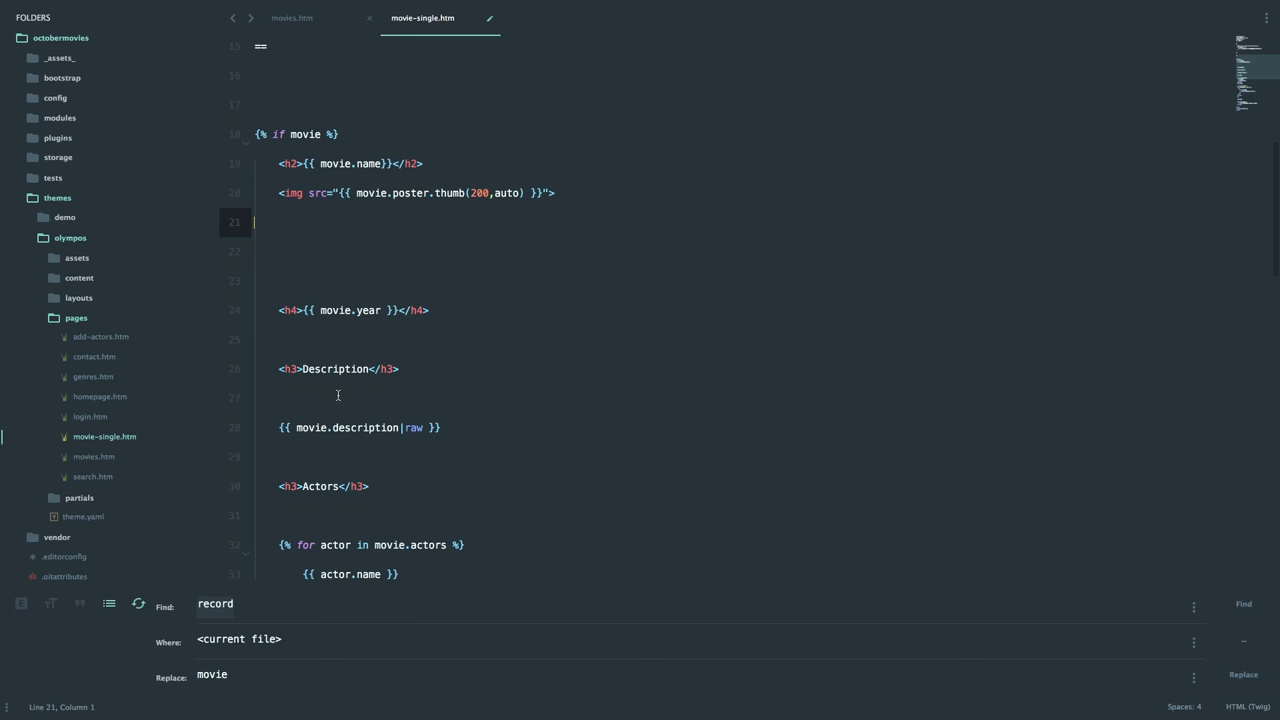 FOLDERS
octobermovies
_assets_
bootstrap
config
modules
plugins
storage
tests
themes
demo
olympos
assets
content
layouts
pages
add-actors.htm
contact.htm
genres.htm
homepage.htm
login.htm
movie-single.htm
movies.htm
search.htm
partials
theme.yaml
vendor
.editorconfig
.gitattributes
movies.htm
movie-single.htm
15 ==
16
17
18 {% if movie %}
19 <h2>{{ movie.name}}</h2>
20 <img src="{{ movie.poster.thumb(200,auto) }}">
21
22
23
24 <h4>{{ movie.year }}</h4>
25
26 <h3>Description</h3>
27
28 {{ movie.description|raw }}
29
30 <h3>Actors</h3>
31
32 {% for actor in movie.actors %}
33 {{ actor.name }}
Find: record Find
Where: <current file>
Replace: movie Replace
Line 21, Column 1 Spaces: 4 HTML (Twig)